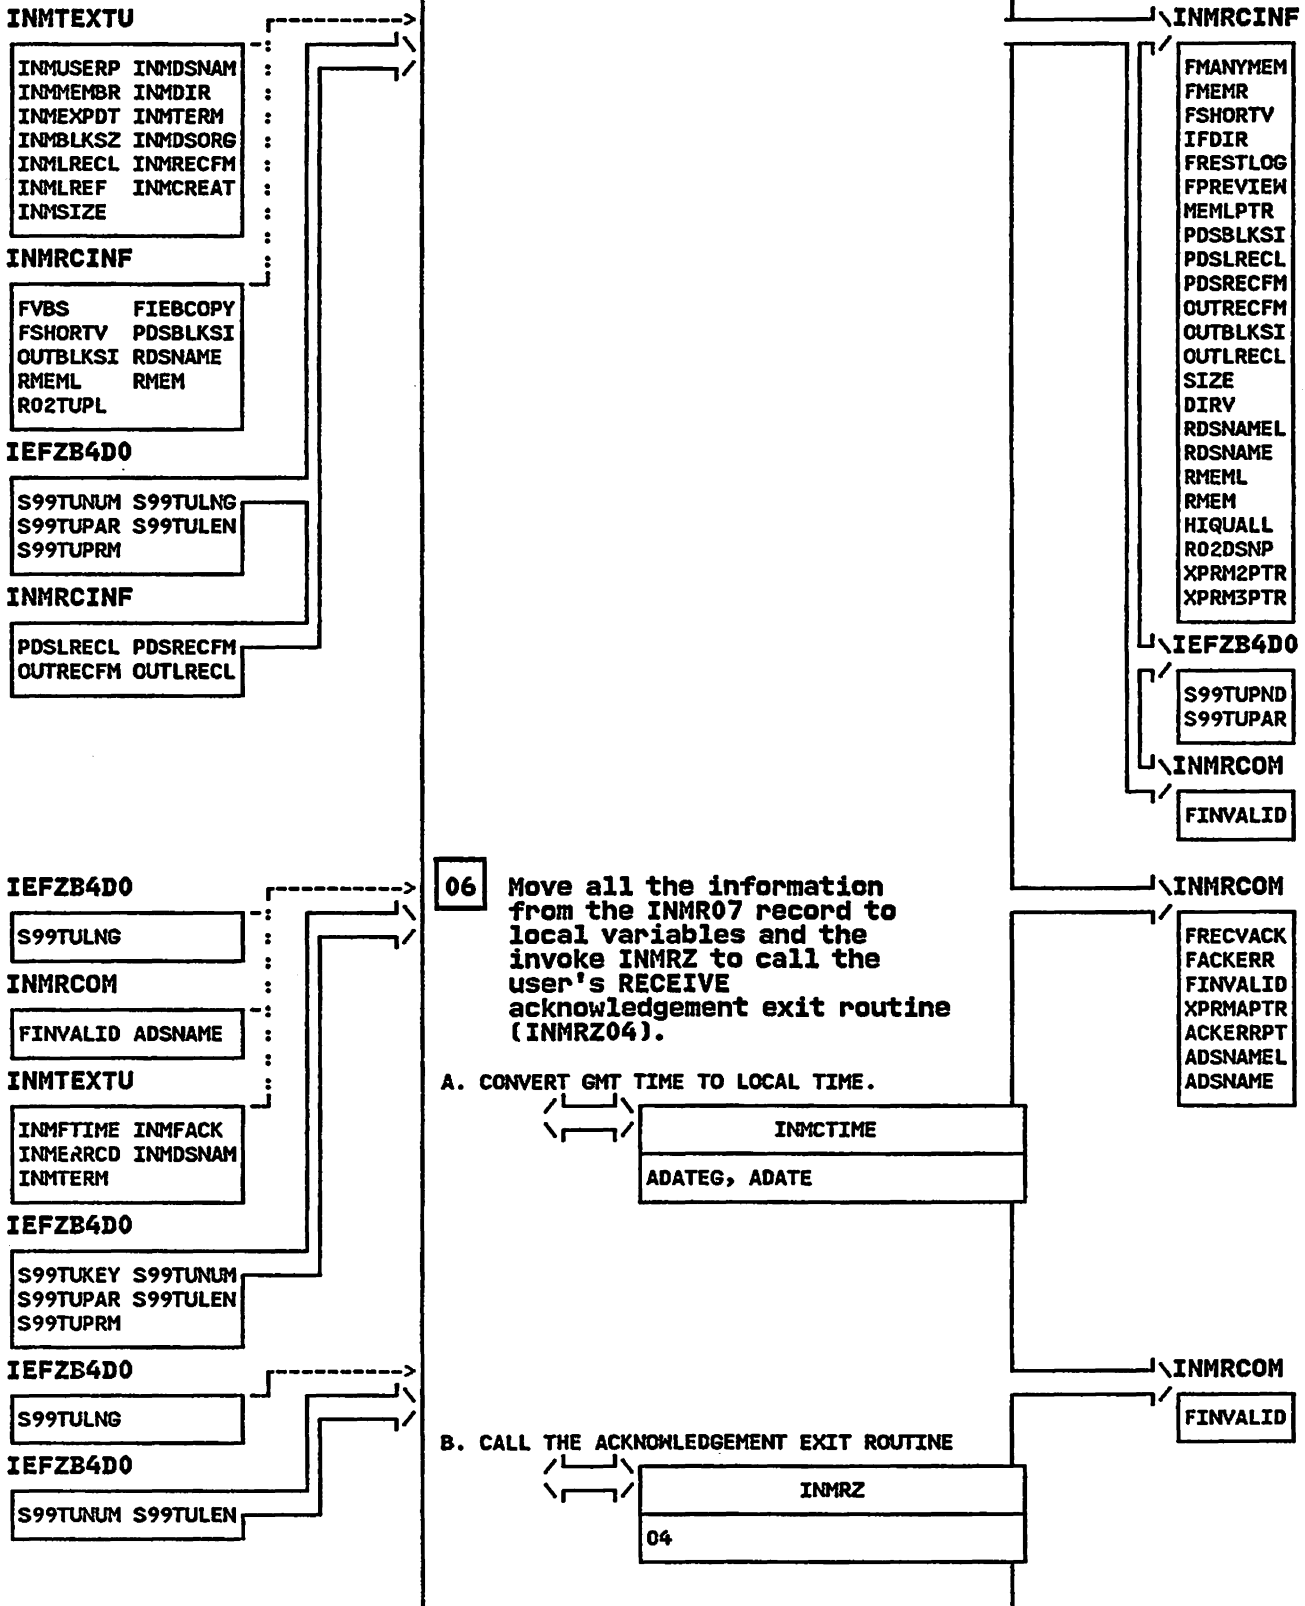 INMTEXTU
INMUSERP INMDSNAM
INMMEMBR INMDIR
INMEXPDT INMTERM
INMBLKSZ INMDSORG
INMLRECL INMRECFM
INMLREF INMCREAT
INMSIZE
INMRCINF
FVBS FIEBCOPY
FSHORTV PDSBLKSI
OUTBLKSI RDSNAME
RMEML RMEM
R02TUPL
IEFZB4D0
S99TUNUM S99TULNG
S99TUPAR S99TULEN
S99TUPRM
INMRCINF
PDSLRECL PDSRECFM
OUTRECFM OUTLRECL
IEFZB4D0
S99TULNG
INMRCOM
FINVALID ADSNAME
INMTEXTU
INMFTIME INMFACK
INMERRCD INMDSNAM
INMTERM
IEFZB4D0
S99TUKEY S99TUNUM
S99TUPAR S99TULEN
S99TUPRM
IEFZB4D0
S99TULNG
IEFZB4D0
S99TUNUM S99TULEN
06
Move all the information
from the INMR07 record to
local variables and the
invoke INMRZ to call the
user's RECEIVE
acknowledgement exit routine
(INMRZ04).
A. CONVERT GMT TIME TO LOCAL TIME.
INMCTIME
ADATEG, ADATE
B. CALL THE ACKNOWLEDGEMENT EXIT ROUTINE
INMRZ
04
INMRCINF
FMANYMEM
FMEMR
FSHORTV
IFDIR
FRESTLOG
FPREVIEW
MEMLPTR
PDSBLKSI
PDSLRECL
PDSRECFM
OUTRECFM
OUTBLKSI
OUTLRECL
SIZE
DIRV
RDSNAMEL
RDSNAME
RMEML
RMEM
HIQUALL
R02DSNP
XPRM2PTR
XPRM3PTR
IEFZB4D0
S99TUPND
S99TUPAR
INMRCOM
FINVALID
INMRCOM
FRECVACK
FACKERR
FINVALID
XPRMAPTR
ACKERRPT
ADSNAMEL
ADSNAME
INMRCOM
FINVALID